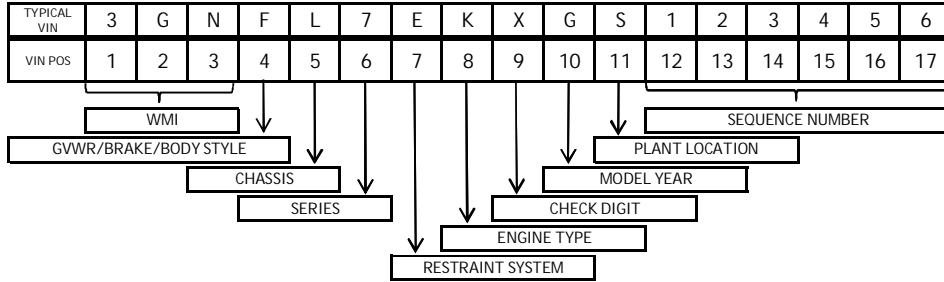 TYPICAL VIN 3 G N F L 7 E K X G S 1 2 3 4 5 6
VIN POS 1 2 3 4 5 6 7 8 9 10 11 12 13 14 15 16 17
WMI SEQUENCE NUMBER
GVWR/BRAKE/BODY STYLE PLANT LOCATION
CHASSIS MODEL YEAR
SERIES CHECK DIGIT
ENGINE TYPE
RESTRAINT SYSTEM